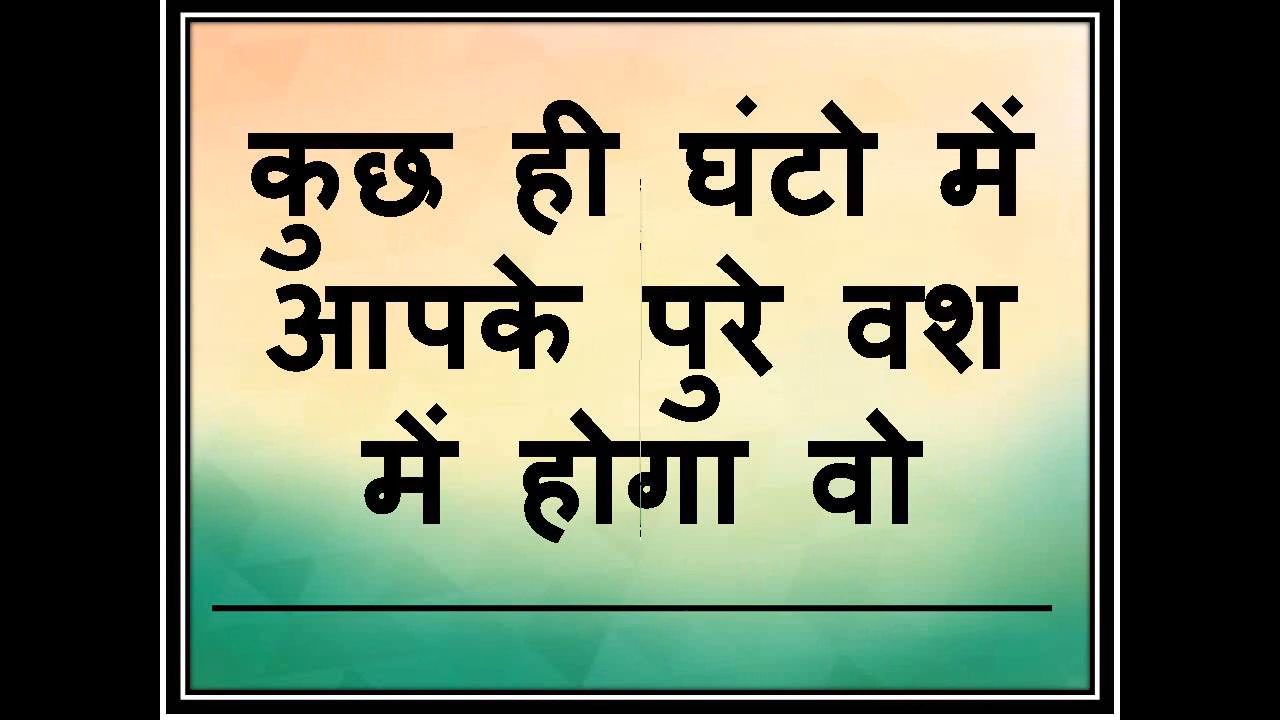 कुछ ही घंटो में
आपके पुरे वश
में होगा वो